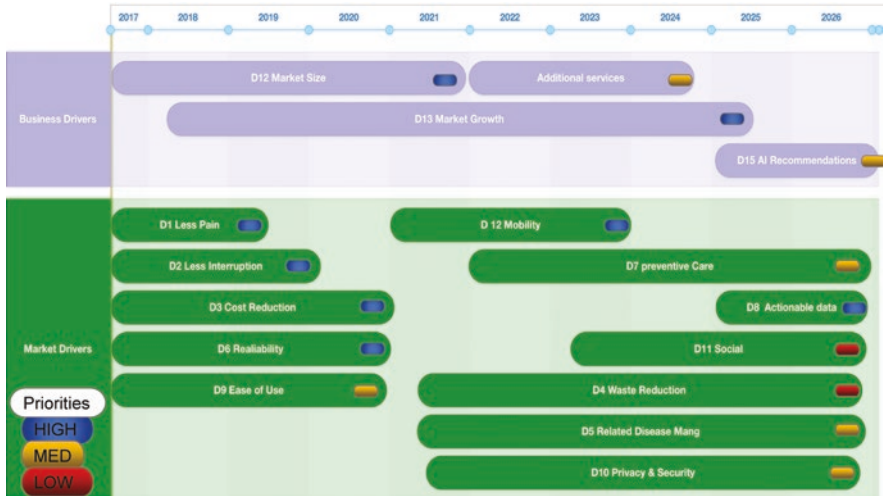 2017 2018 2019 2020 2021 2022 2023 2024 2025 2026
Business Drivers
D12 Market Size
Additional services
D13 Market Growth
D15 AI Recommendations
Market Drivers
D1 Less Pain
D 12 Mobility
D2 Less Interruption
D7 preventive Care
D3 Cost Reduction
D8 Actionable data
D6 Realiability
D11 Social
D9 Ease of Use
D4 Waste Reduction
D5 Related Disease Mang
D10 Privacy & Security
Priorities
HIGH
MED
LOW